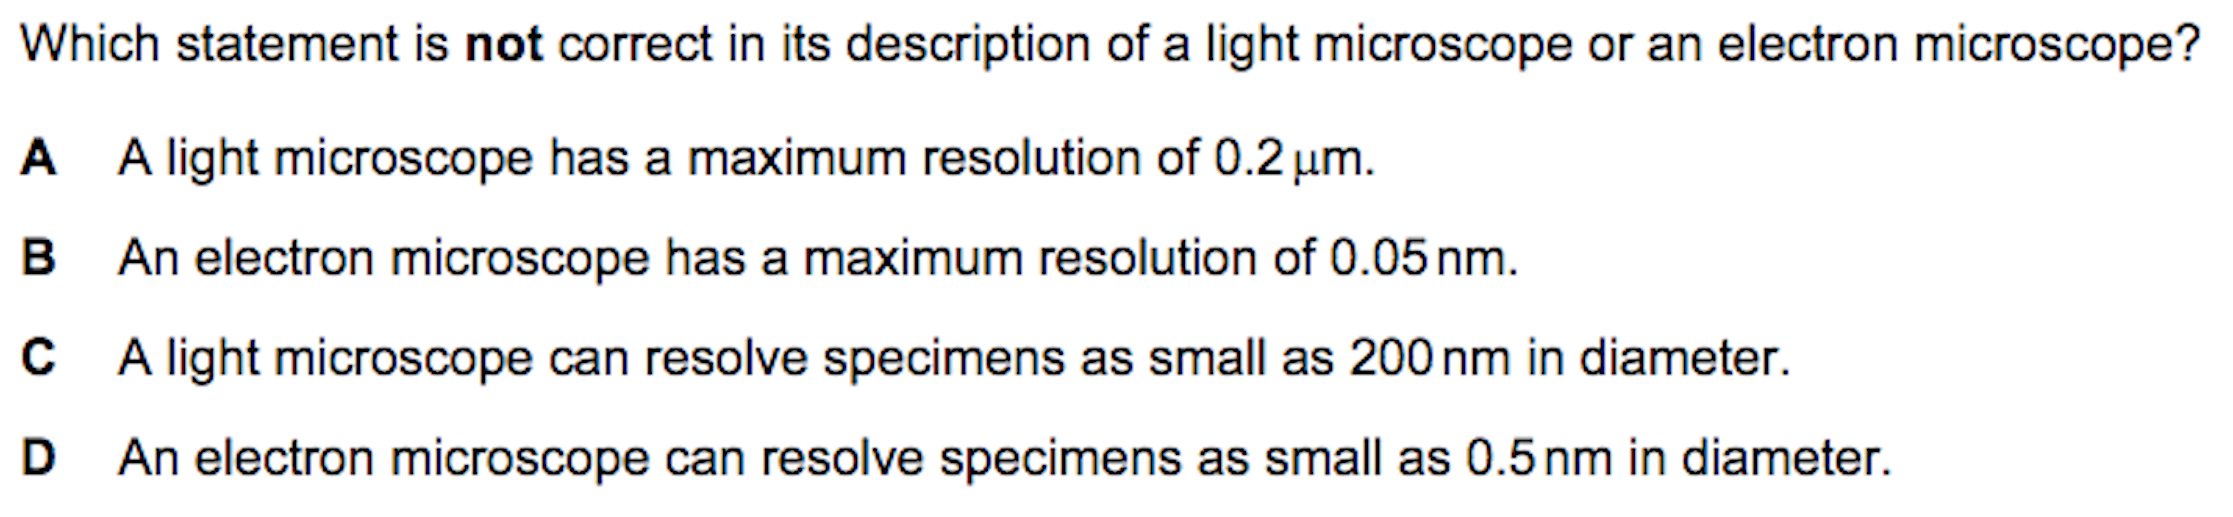 Which statement is not correct in its description of a light microscope or an electron microscope?
A A light microscope has a maximum resolution of 0.2 μm.
B An electron microscope has a maximum resolution of 0.05 nm.
C A light microscope can resolve specimens as small as 200 nm in diameter.
D An electron microscope can resolve specimens as small as 0.5 nm in diameter.